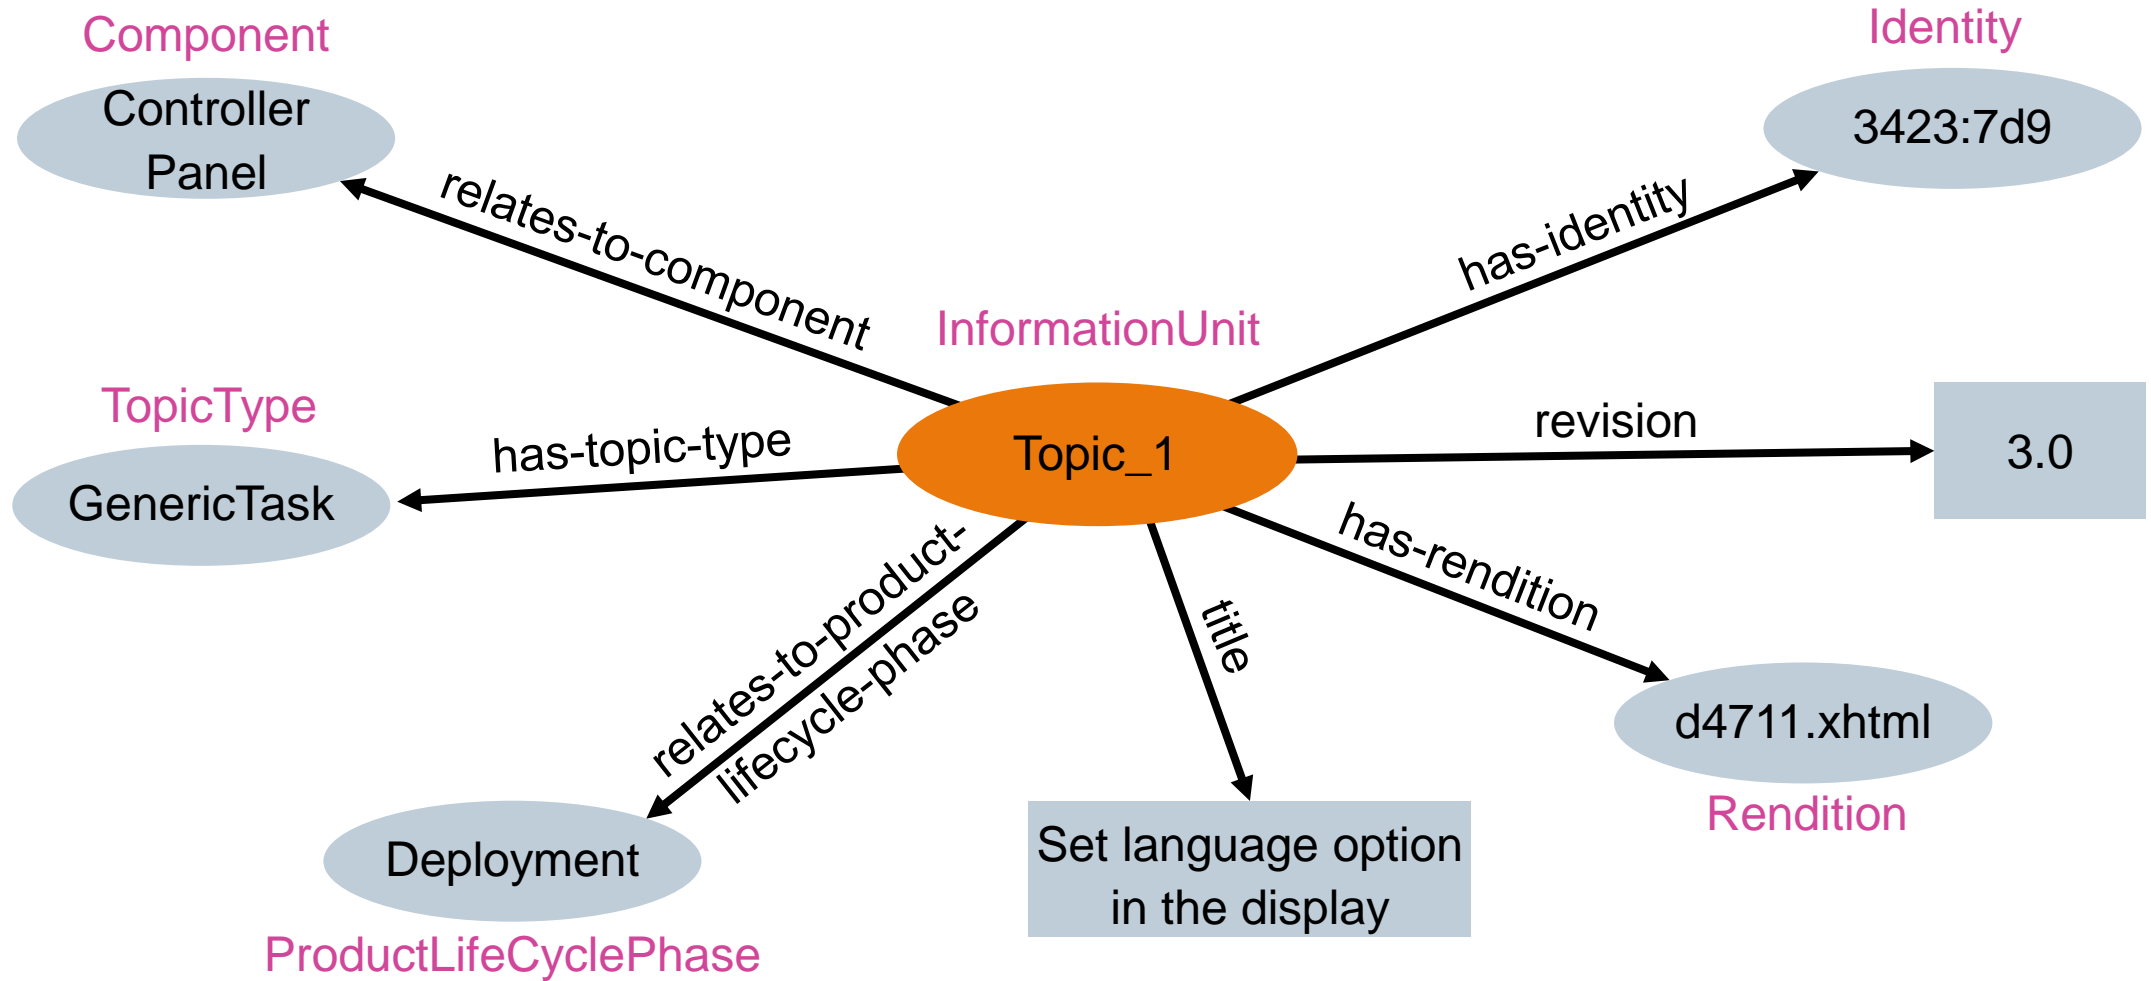 Component
Controller
Panel
Identity
3423:7d9
relates-to-component
has-identity
InformationUnit
Topic_1
TopicType
GenericTask
has-topic-type
revision
3.0
relates-to-product-
lifecycle-phase
title
has-rendition
d4711.xhtml
Rendition
Deployment
ProductLifeCyclePhase
Set language option
in the display